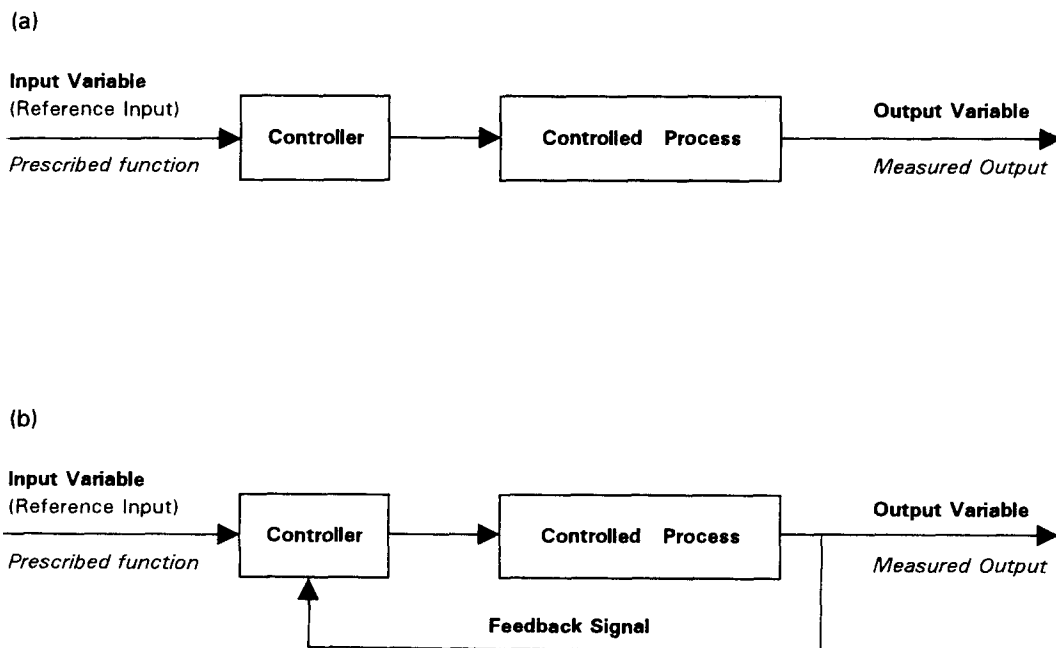 (a)
Input Variable
(Reference Input)
Prescribed function
Controller
Controlled Process
Output Variable
Measured Output
(b)
Input Variable
(Reference Input)
Prescribed function
Controller
Controlled Process
Output Variable
Measured Output
Feedback Signal